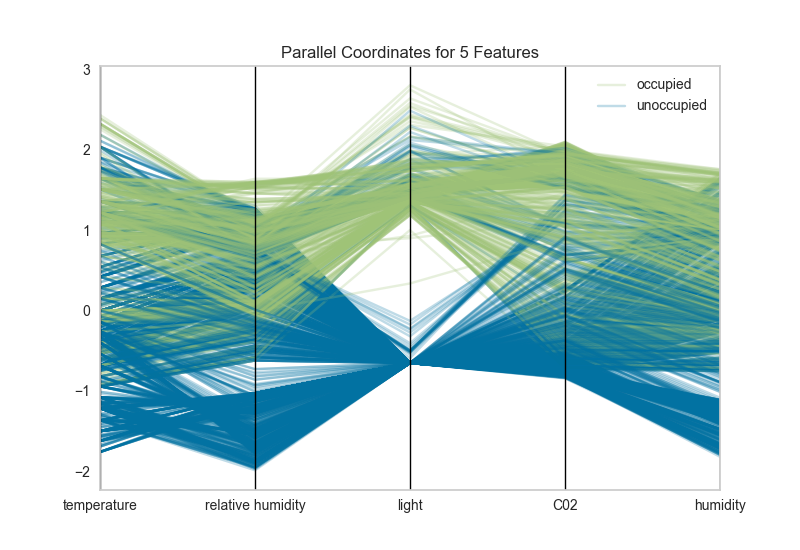 Parallel Coordinates for 5 Features
3
2
1
0
−1
−2
occupied
unoccupied
temperature
relative humidity
light
C02
humidity